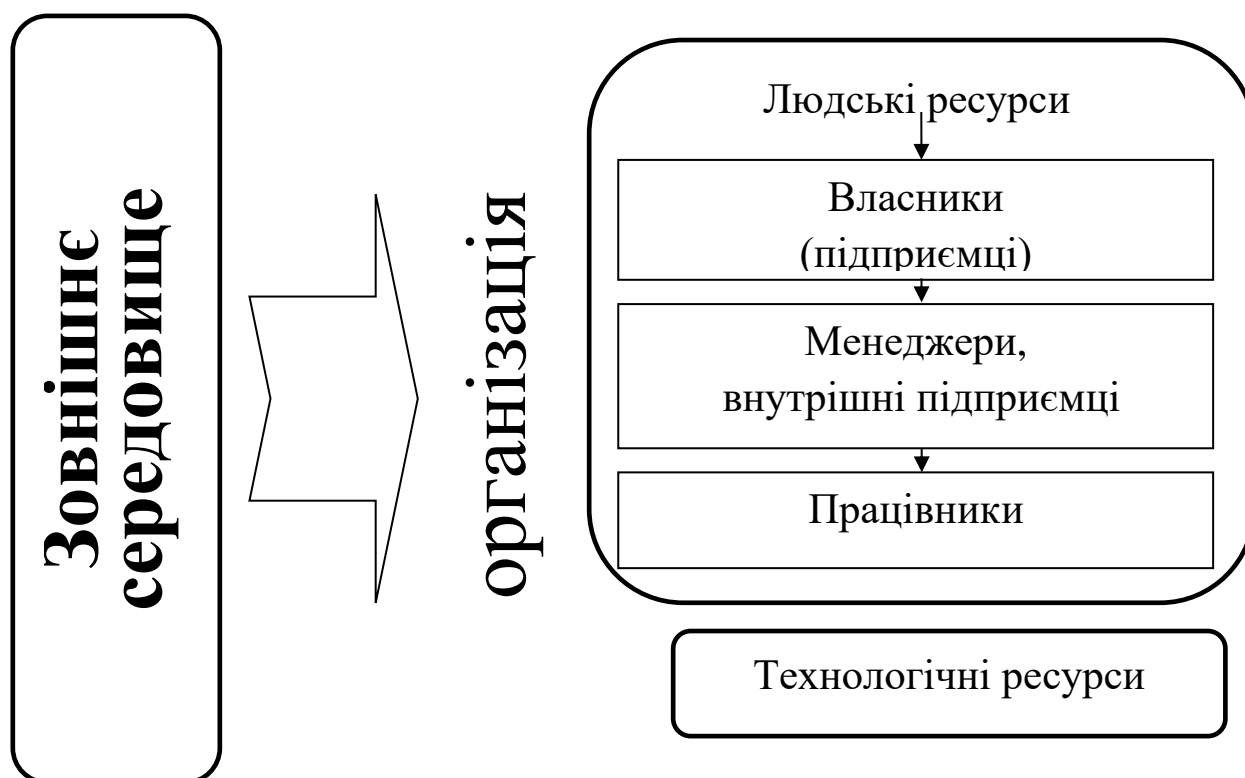 Зовнішнє
середовище
організація
Людські ресурси
Власники
(підприємці)
Менеджери,
внутрішні підприємці
Працівники
Технологічні ресурси